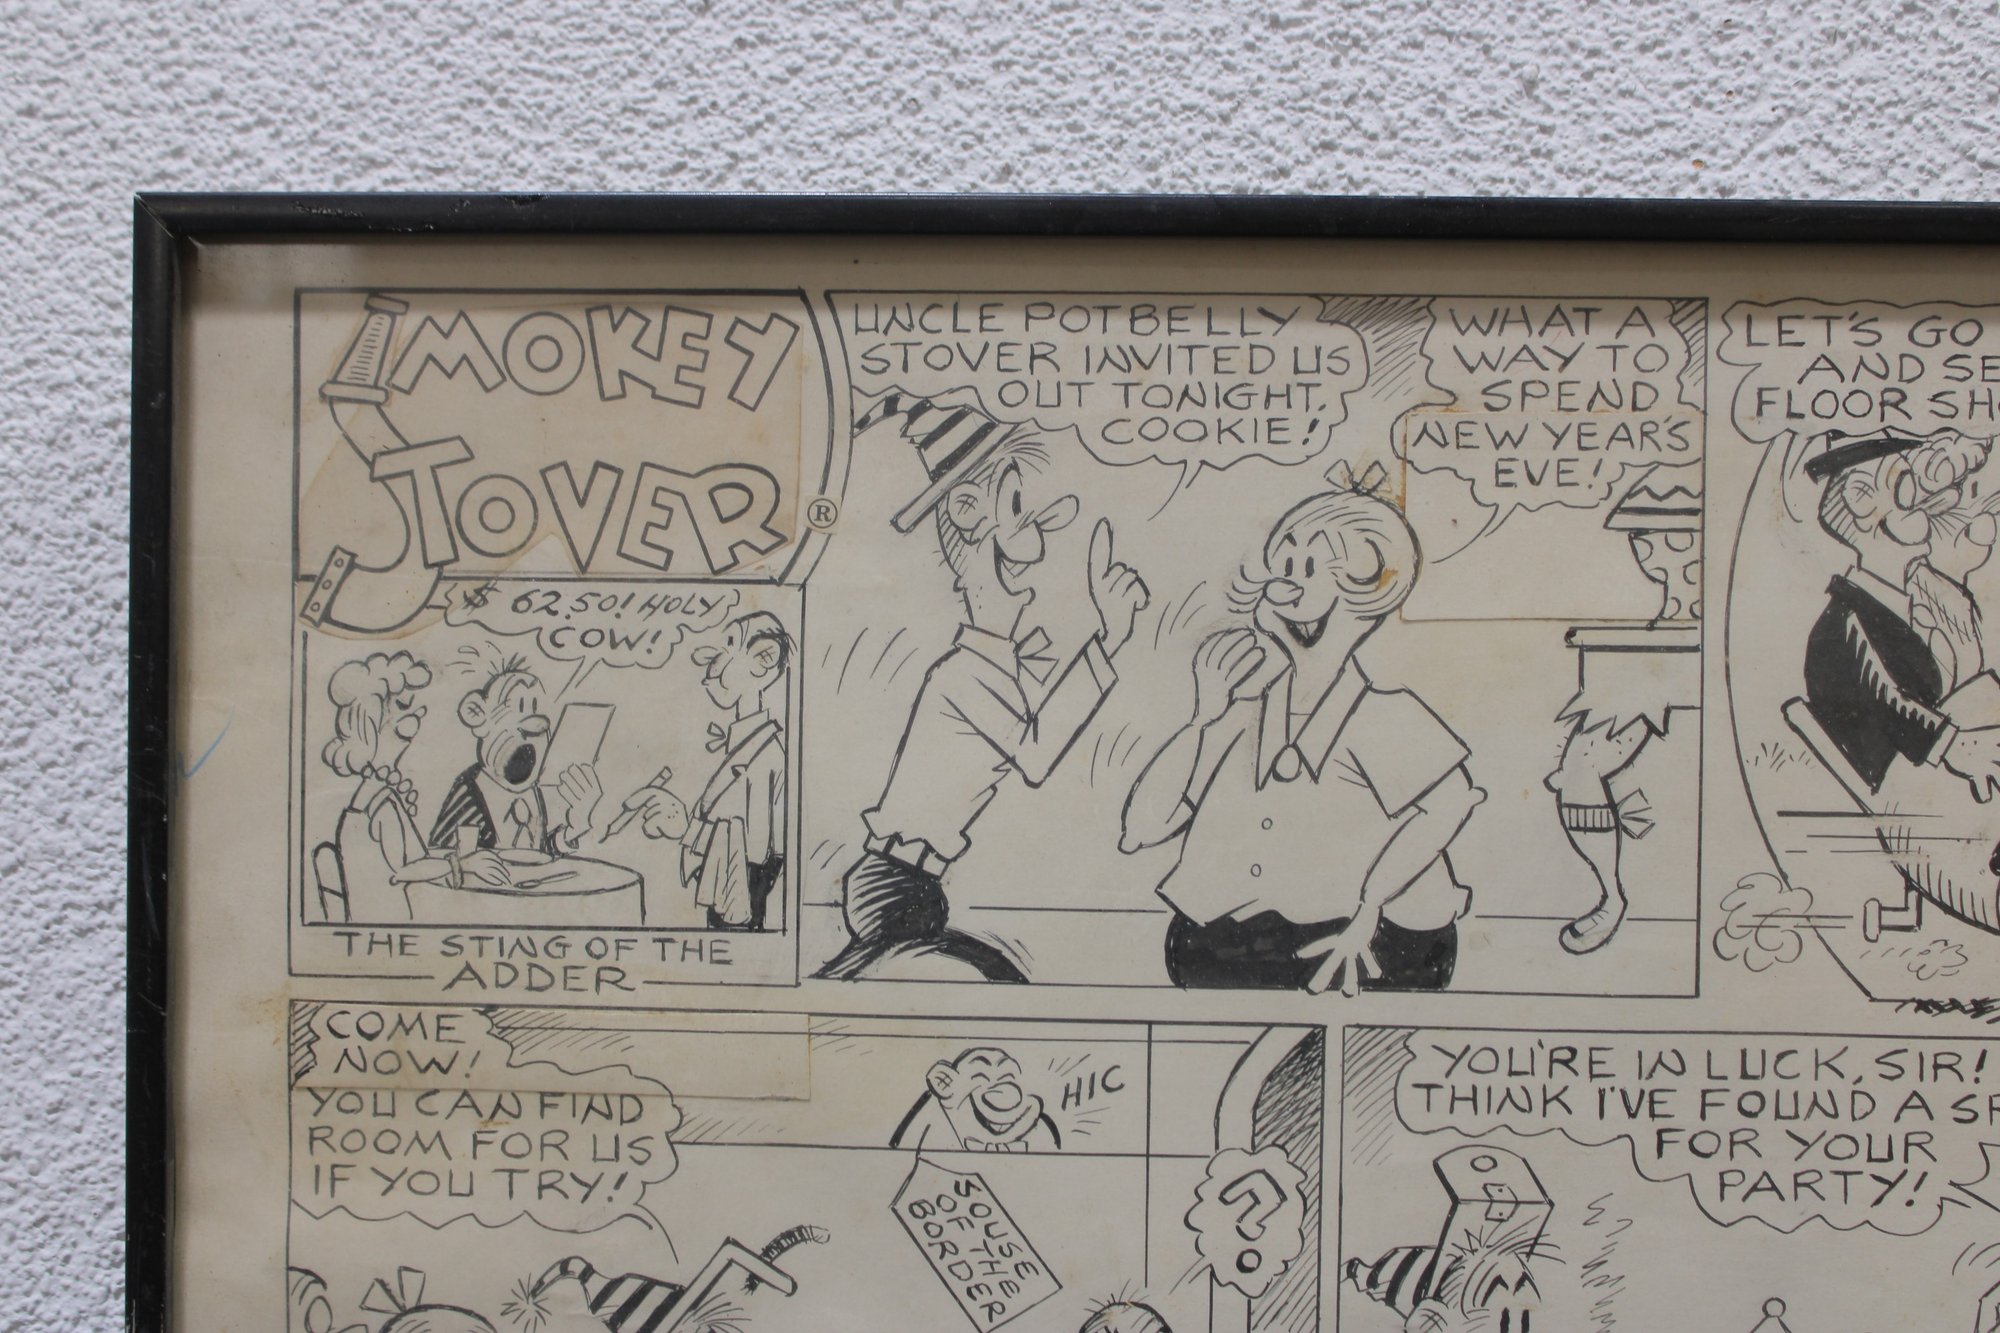 SMOKEY
STOVER
®
$ 62.50! HOLY
COW!
THE STING OF THE
ADDER
UNCLE POTBELLY
STOVER INVITED US
OUT TONIGHT,
COOKIE!
WHAT A
WAY TO
SPEND
NEW YEAR'S
EVE!
LET'S GO
AND SE
FLOOR SH
COME
NOW!
YOU CAN FIND
ROOM FOR US
IF YOU TRY!
HIC
SOUSE
OF THE
BORDER
?
YOU'RE IN LUCK, SIR!
THINK I'VE FOUND A SP
FOR YOUR
PARTY!